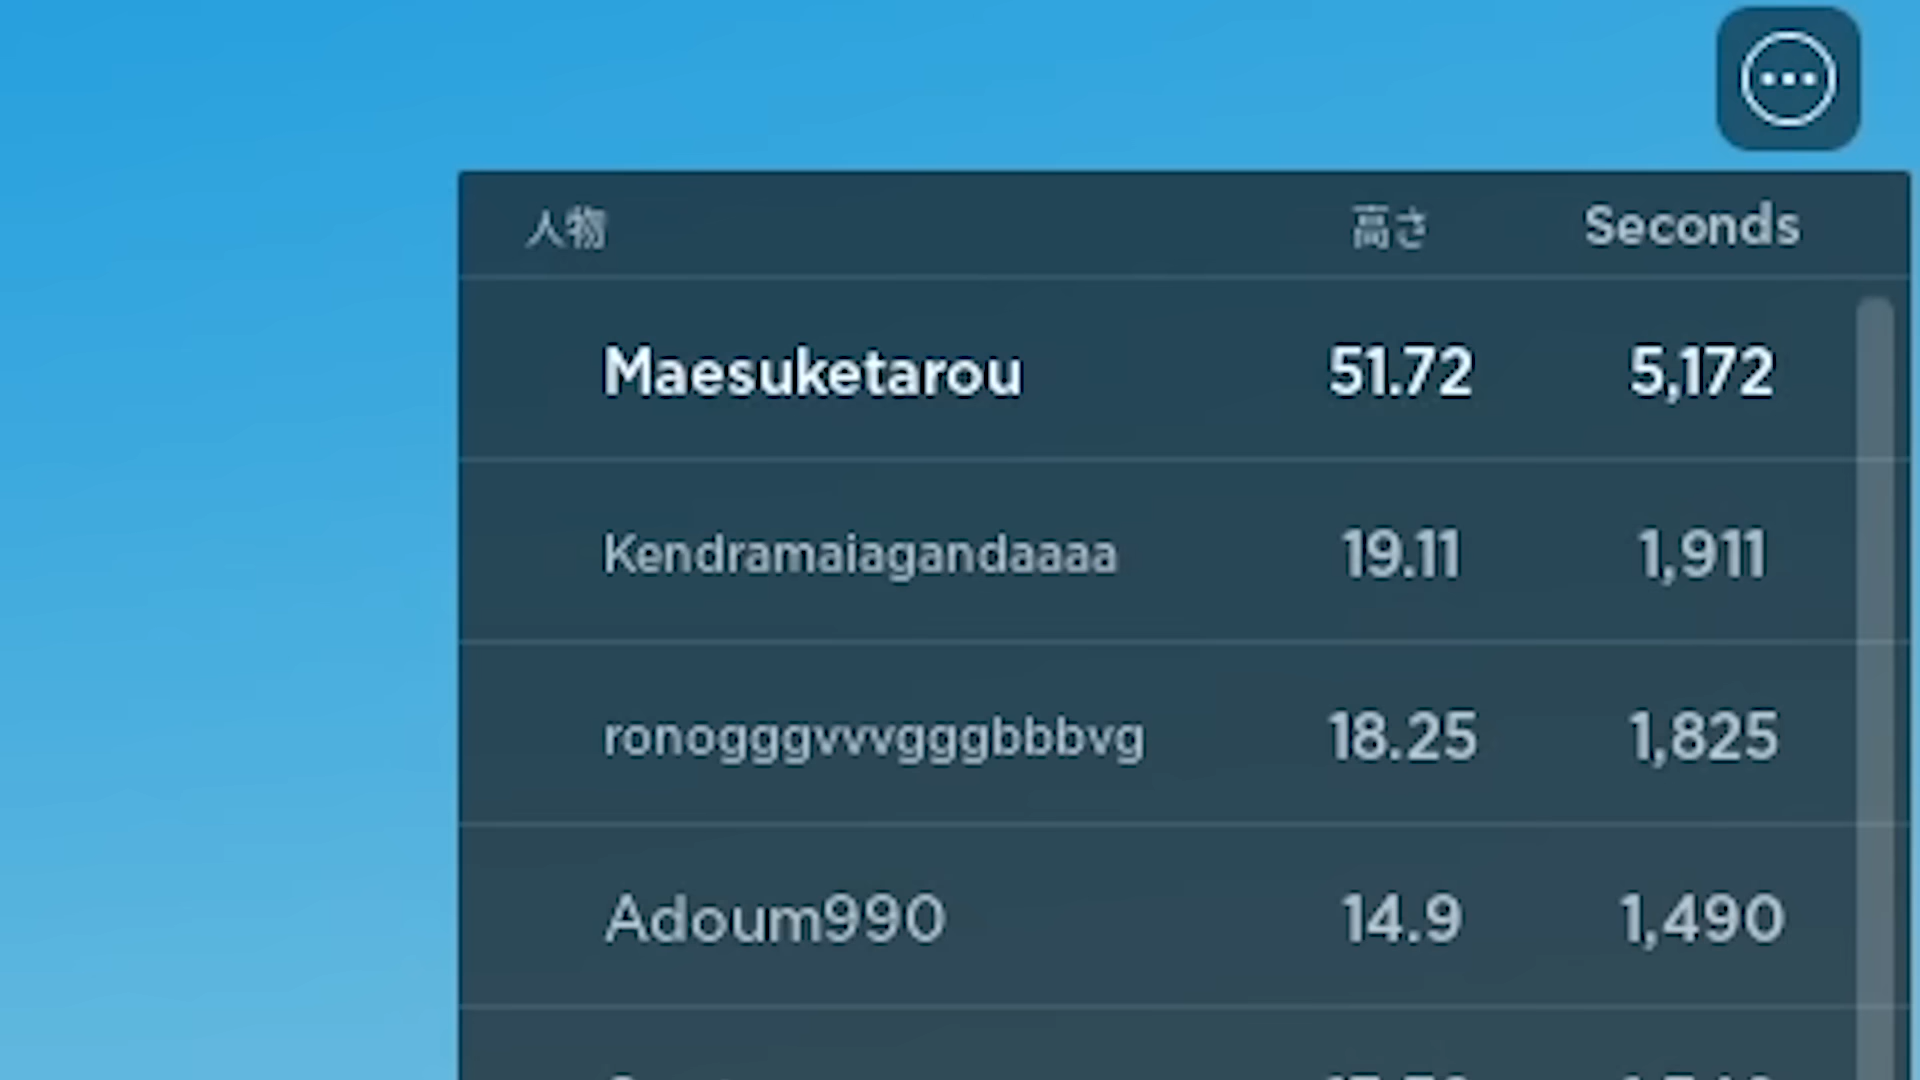 人物 高さ Seconds
Maesuketarou 51.72 5,172
Kendramaiagandaaaa 19.11 1,911
ronogggvvvgggbbbvg 18.25 1,825
Adoum990 14.9 1,490